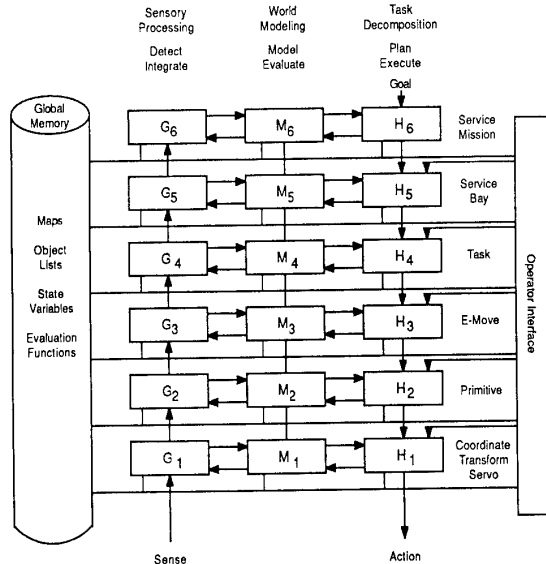 Sensory Processing
World Modeling
Task Decomposition
Detect Integrate
Model Evaluate
Plan Execute
Goal
Global Memory
Maps
Object Lists
State Variables
Evaluation Functions
G6
M6
H6
Service Mission
G5
M5
H5
Service Bay
G4
M4
H4
Task
G3
M3
H3
E-Move
G2
M2
H2
Primitive
G1
M1
H1
Coordinate Transform Servo
Operator Interface
Sense
Action